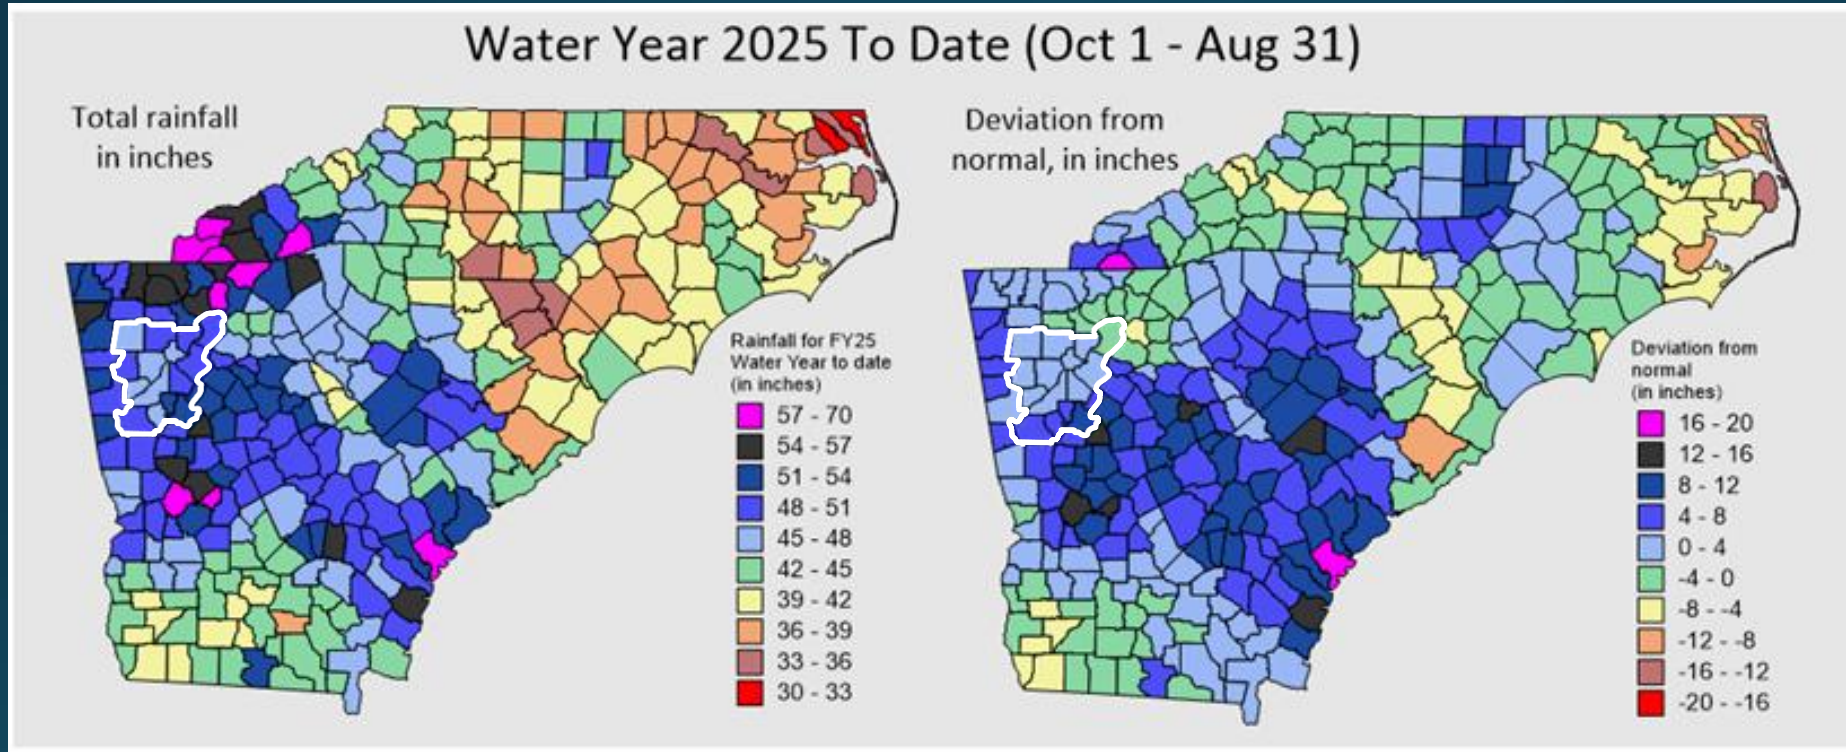 Water Year 2025 To Date (Oct 1 - Aug 31)
Total rainfall
in inches
Rainfall for FY25
Water Year to date
(in inches)
57 - 70
54 - 57
51 - 54
48 - 51
45 - 48
42 - 45
39 - 42
36 - 39
33 - 36
30 - 33
Deviation from
normal, in inches
Deviation from
normal
(in inches)
16 - 20
12 - 16
8 - 12
4 - 8
0 - 4
-4 - 0
-8 - -4
-12 - -8
-16 - -12
-20 - -16